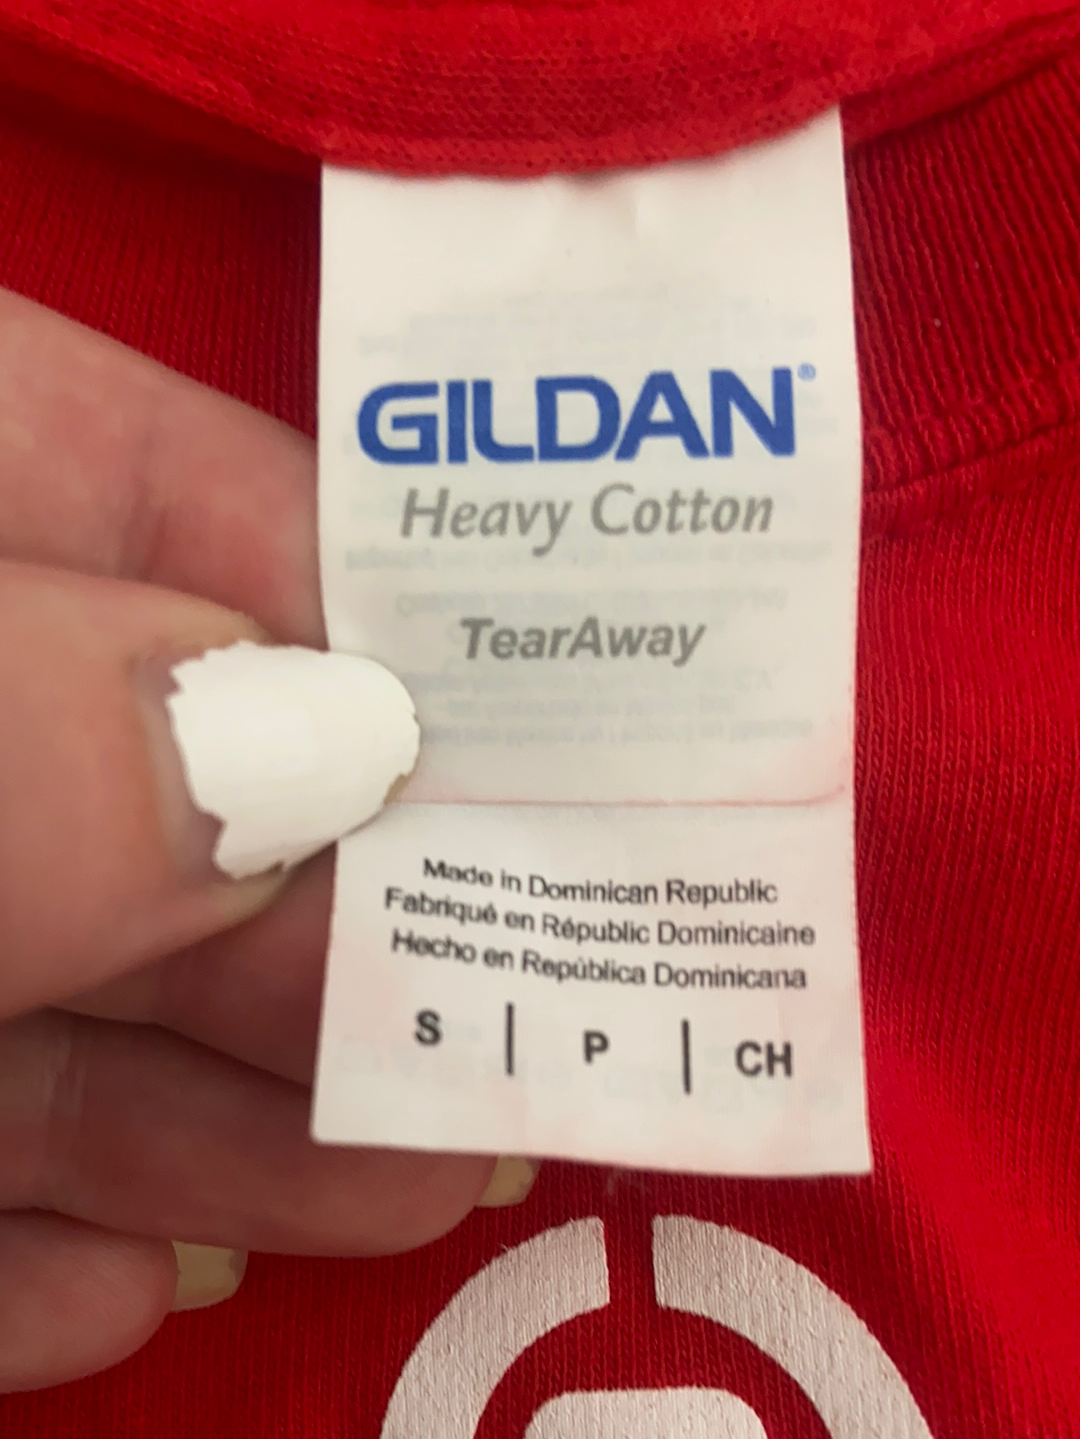 GILDAN®
Heavy Cotton
TearAway
Made in Dominican Republic
Fabriqué en Républic Dominicaine
Hecho en República Dominicana
S | P | CH